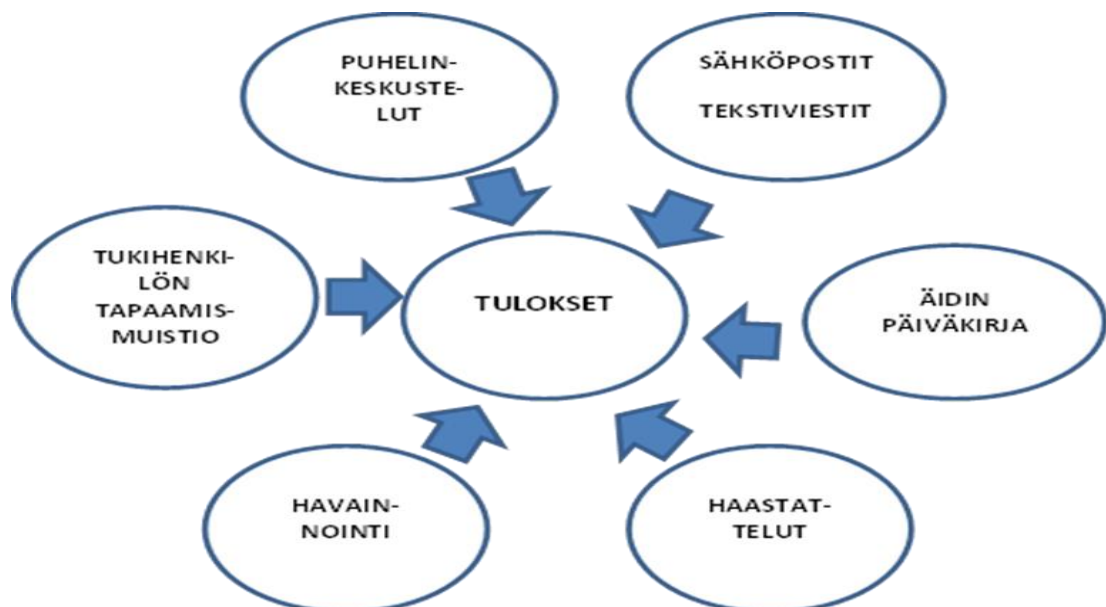 PUHELIN-
KESKUSTE-
LUT
SÄHKÖPOSTIT
TEKSTIVIESTIT
TUKIHENKI-
LÖN
TAPAAMIS-
MUISTIO
TULOKSET
ÄIDIN
PÄIVÄKIRJA
HAVAIN-
NOINTI
HAASTAT-
TELUT